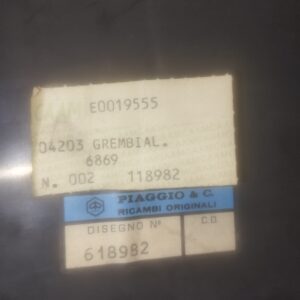 E0019555
04203 GREMBIAL.
6869
N. 002 118982
PIAGGIO & C.
RICAMBI ORIGINALI
DISEGNO N° C.B.
618982